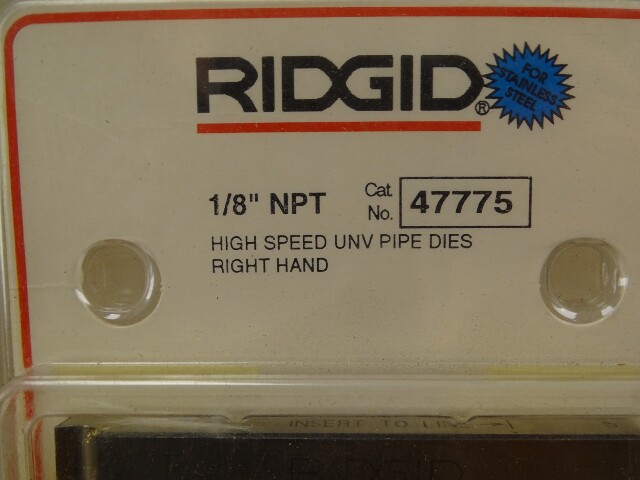 RIDGID®
FOR
STAINLESS
STEEL
1/8" NPT
Cat.
No.
47775
HIGH SPEED UNV PIPE DIES
RIGHT HAND
INSERT TO LINE
RIDGID